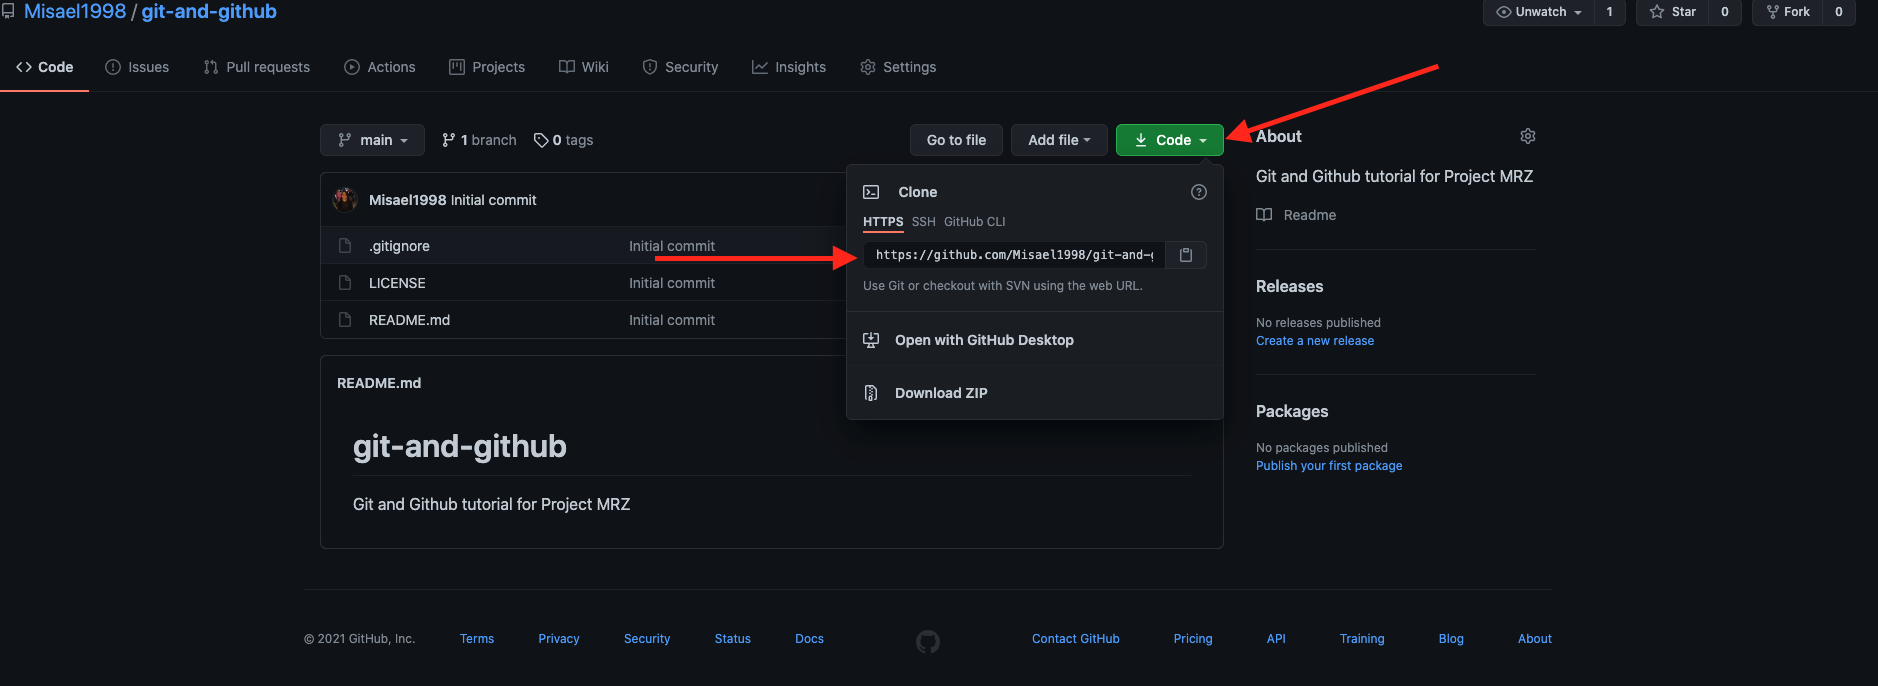 Misael1998 / git-and-github
Unwatch 1 Star 0 Fork 0
Code Issues Pull requests Actions Projects Wiki Security Insights Settings
main 1 branch 0 tags Go to file Add file Code
Misael1998 Initial commit
.gitignore Initial commit
LICENSE Initial commit
README.md Initial commit
Clone
HTTPS SSH GitHub CLI
https://github.com/Misael1998/git-and-g
Use Git or checkout with SVN using the web URL.
Open with GitHub Desktop
Download ZIP
README.md
git-and-github
Git and Github tutorial for Project MRZ
About
Git and Github tutorial for Project MRZ
Readme
Releases
No releases published
Create a new release
Packages
No packages published
Publish your first package
© 2021 GitHub, Inc. Terms Privacy Security Status Docs Contact GitHub Pricing API Training Blog About